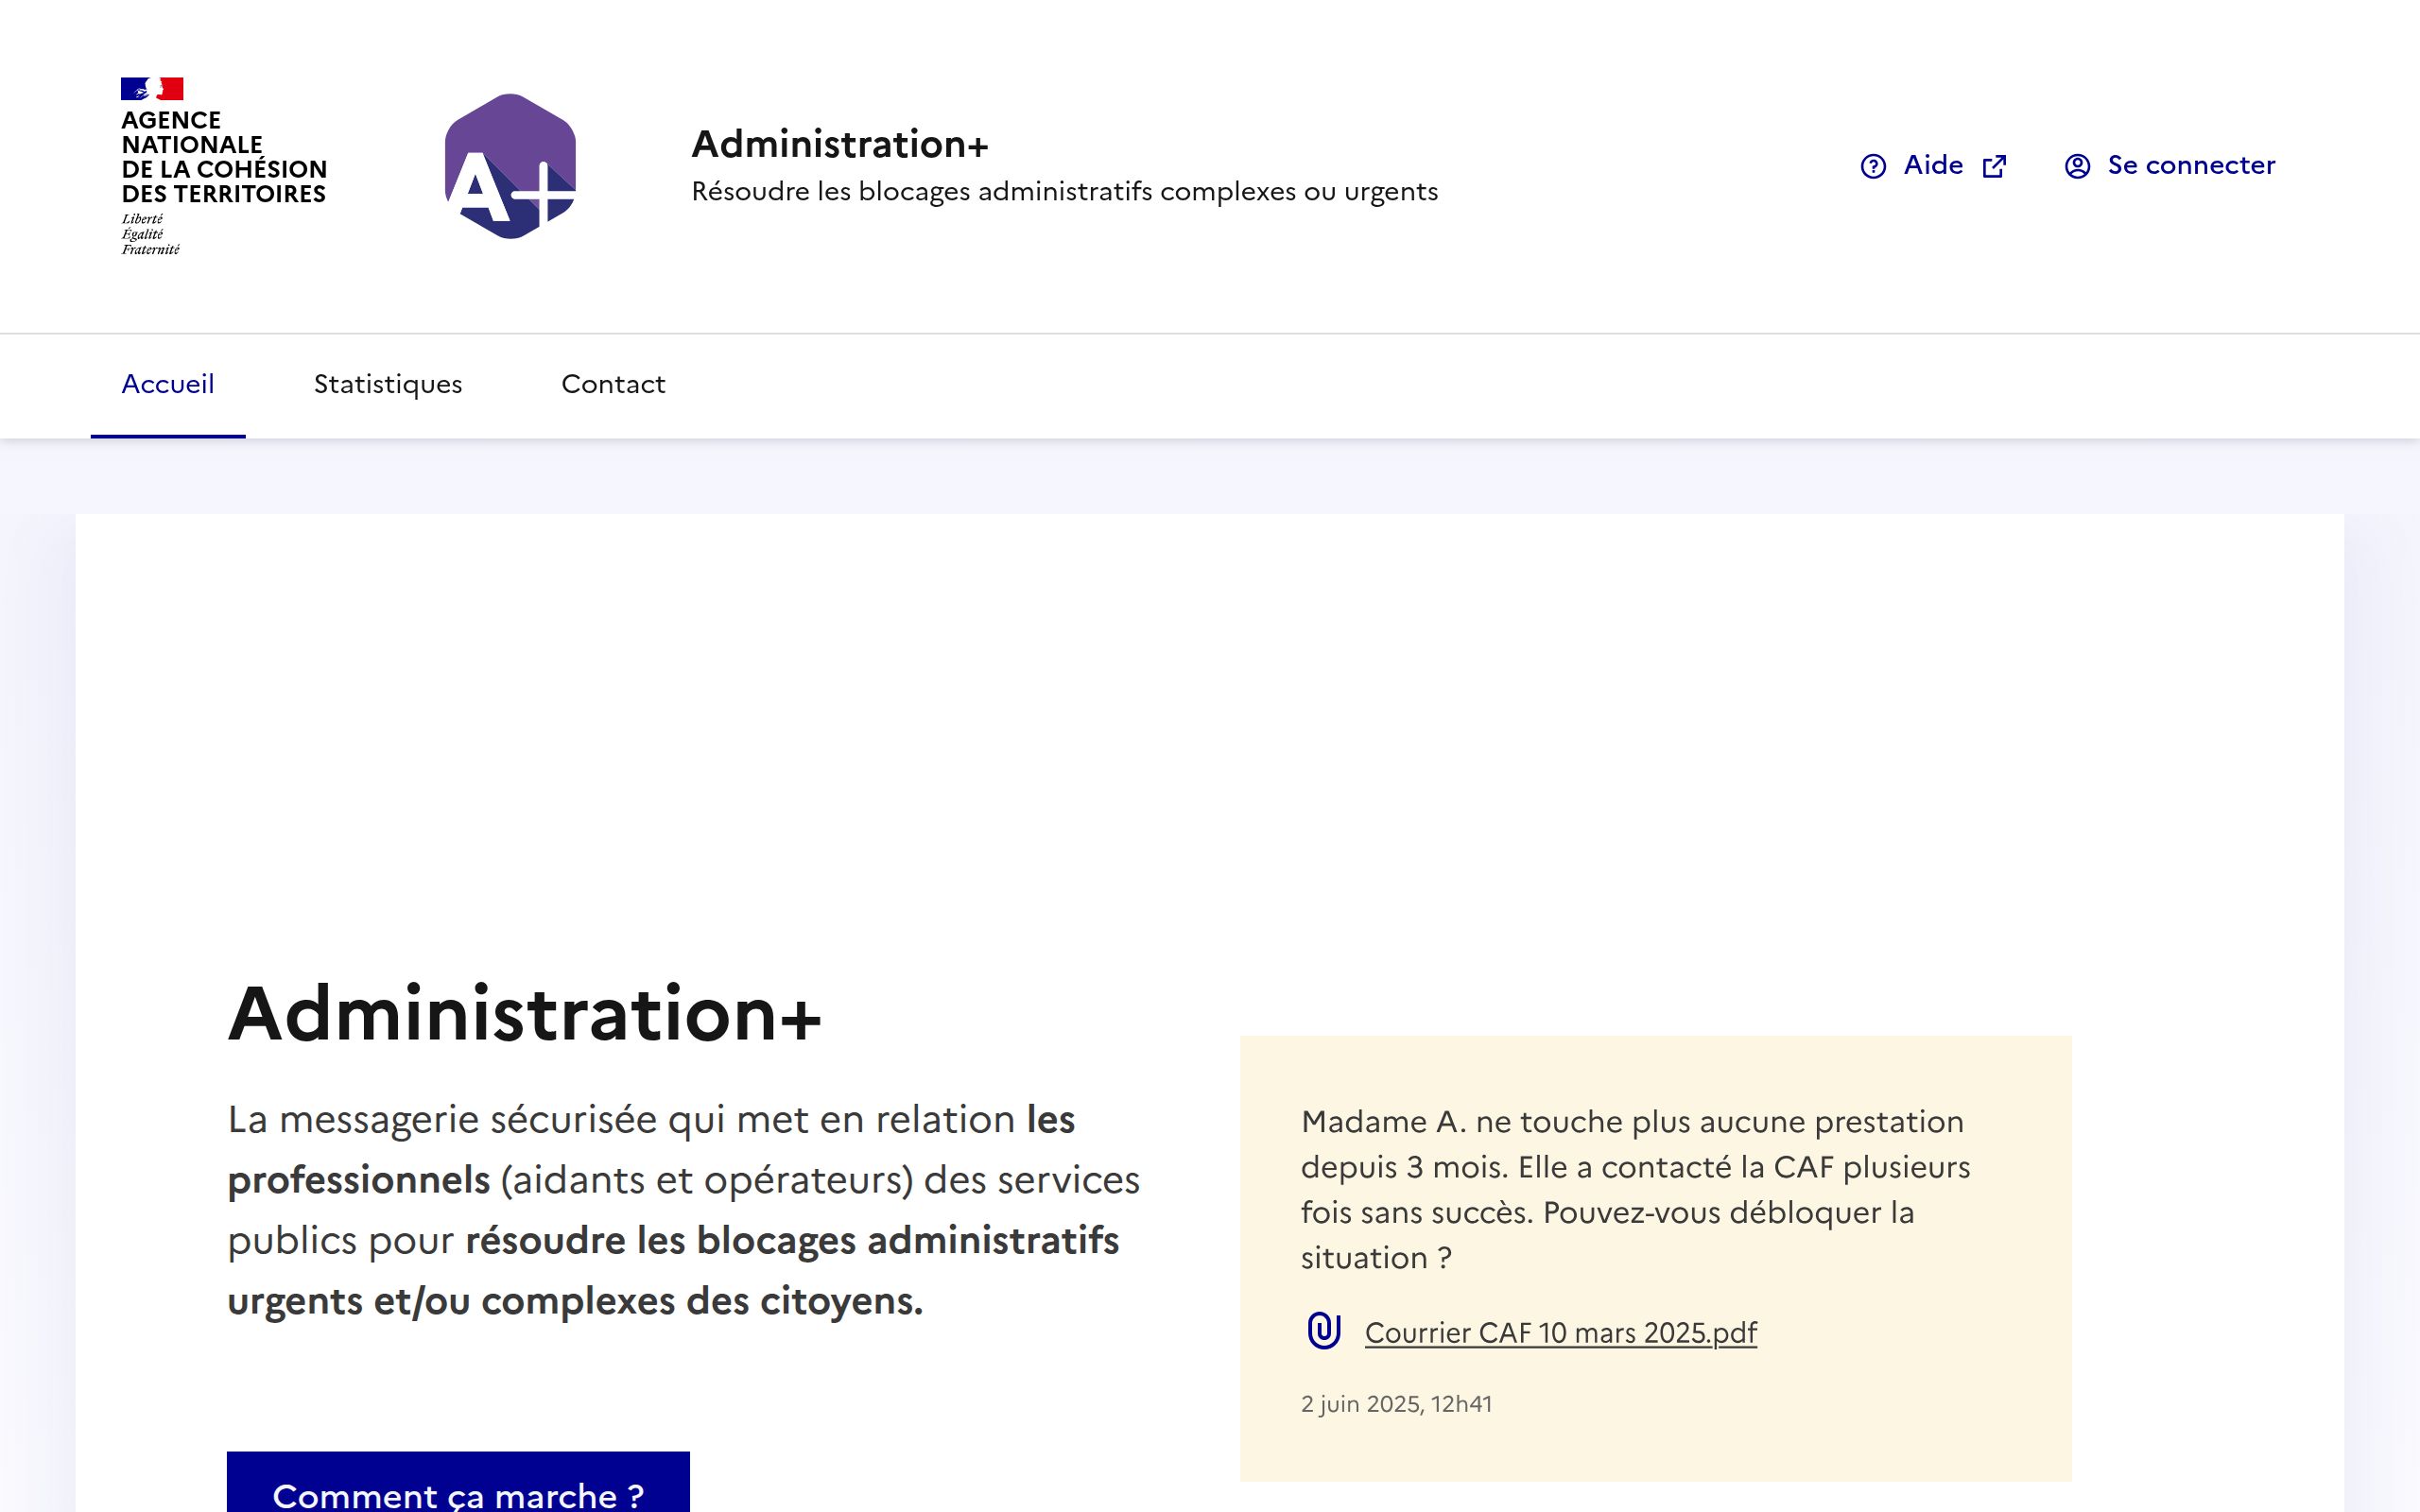 AGENCE
NATIONALE
DE LA COHÉSION
DES TERRITOIRES
Liberté
Égalité
Fraternité
A+
Administration+
Résoudre les blocages administratifs complexes ou urgents
Aide
Se connecter
Accueil
Statistiques
Contact
Administration+
La messagerie sécurisée qui met en relation les
professionnels (aidants et opérateurs) des services
publics pour résoudre les blocages administratifs
urgents et/ou complexes des citoyens.
Comment ça marche ?
Madame A. ne touche plus aucune prestation
depuis 3 mois. Elle a contacté la CAF plusieurs
fois sans succès. Pouvez-vous débloquer la
situation ?
Courrier CAF 10 mars 2025.pdf
2 juin 2025, 12h41